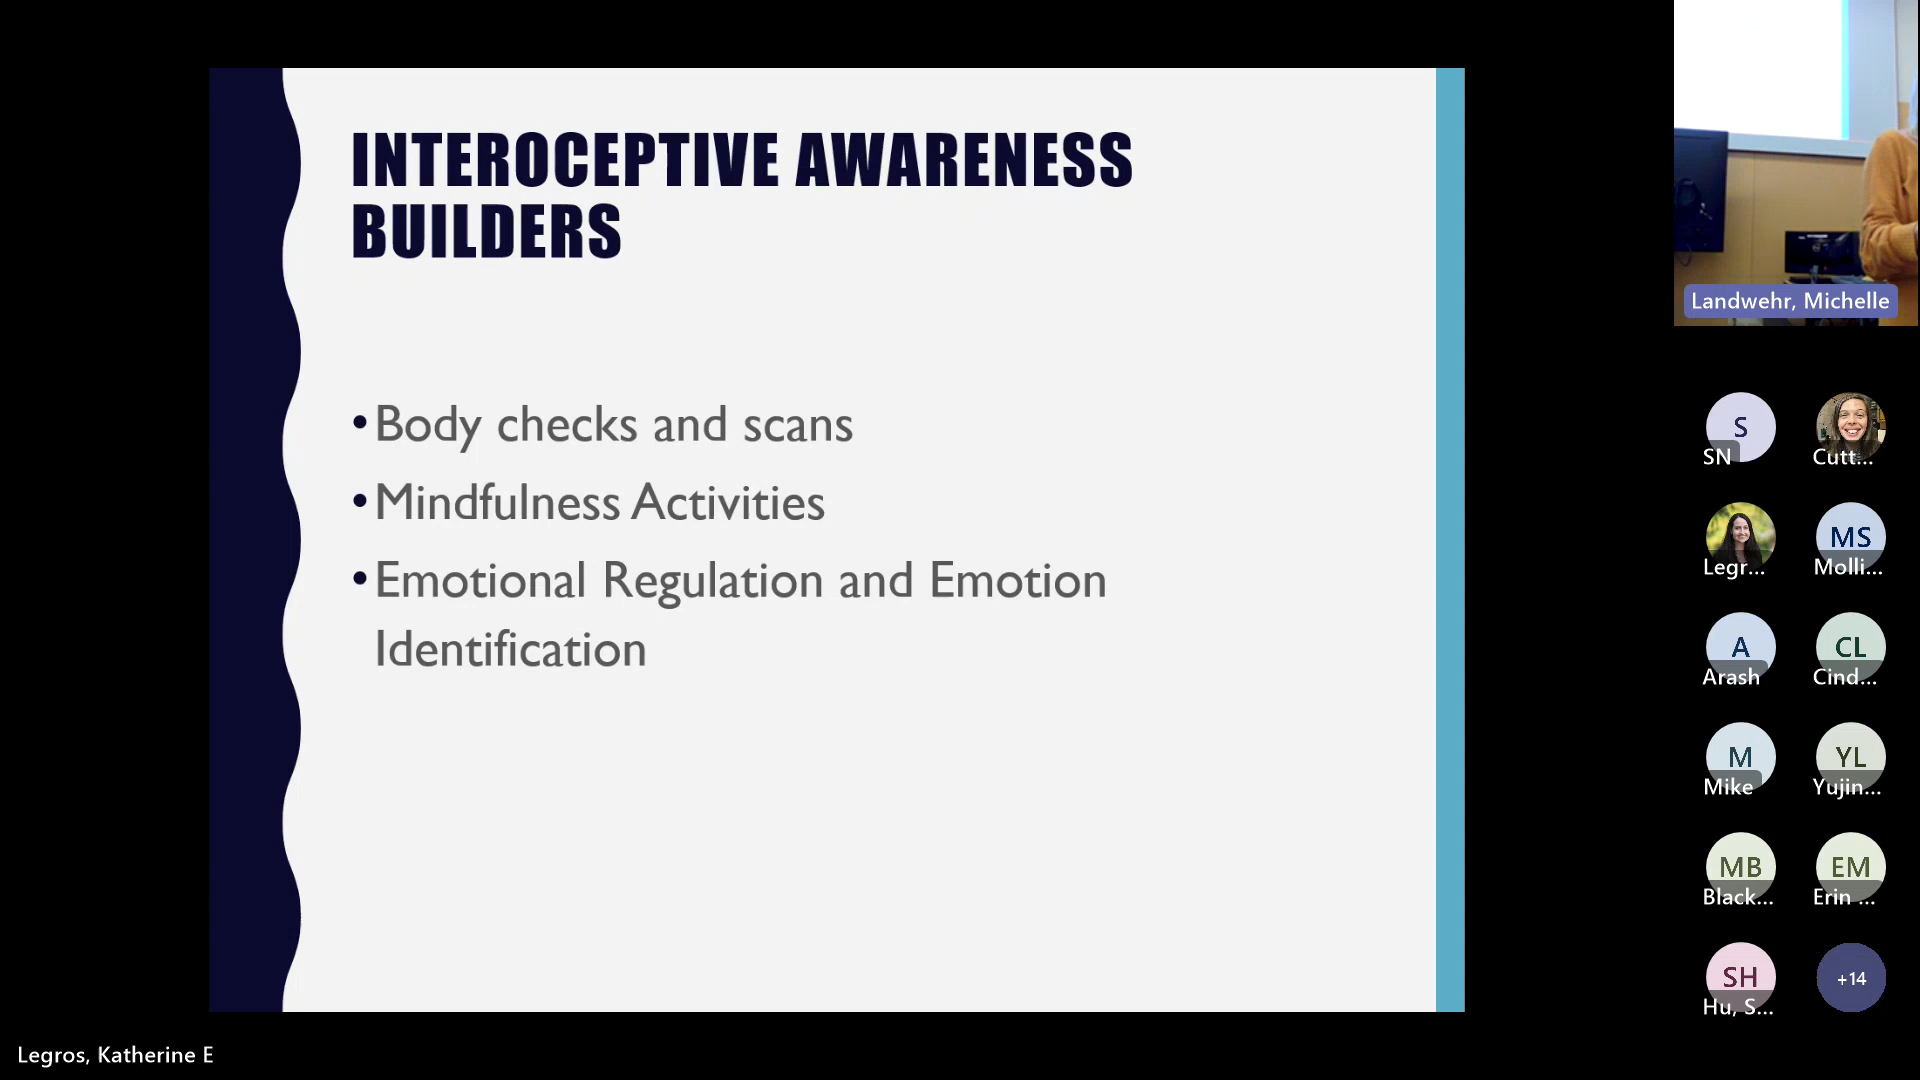 INTEROCEPTIVE AWARENESS
BUILDERS
•Body checks and scans
•Mindfulness Activities
•Emotional Regulation and Emotion
Identification
Landwehr, Michelle
S
SN
Cutt...
Legr...
MS
Molli...
A
Arash
CL
Cind...
M
Mike
YL
Yujin...
MB
Black...
EM
Erin ...
SH
Hu, S...
+14
Legros, Katherine E